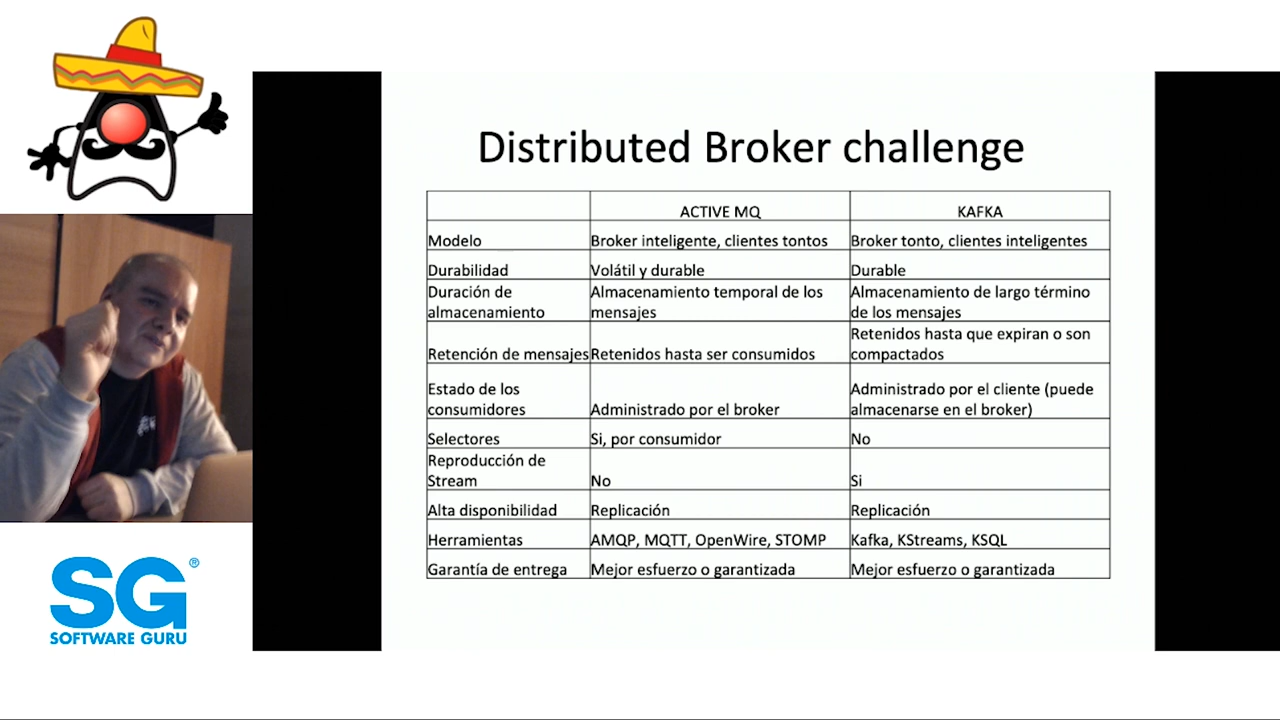 Distributed Broker challenge
ACTIVE MQ KAFKA
Modelo Broker inteligente, clientes tontos Broker tonto, clientes inteligentes
Durabilidad Volátil y durable Durable
Duración de
almacenamiento
Almacenamiento temporal de los
mensajes
Almacenamiento de largo término
de los mensajes
Retención de mensajes Retenidos hasta ser consumidos
Retenidos hasta que expiran o son
compactados
Estado de los
consumidores
Administrado por el broker
Administrado por el cliente (puede
almacenarse en el broker)
Selectores Si, por consumidor No
Reproducción de
Stream
No Si
Alta disponibilidad Replicación Replicación
Herramientas AMQP, MQTT, OpenWire, STOMP Kafka, KStreams, KSQL
Garantía de entrega Mejor esfuerzo o garantizada Mejor esfuerzo o garantizada
SG®
SOFTWARE GURU